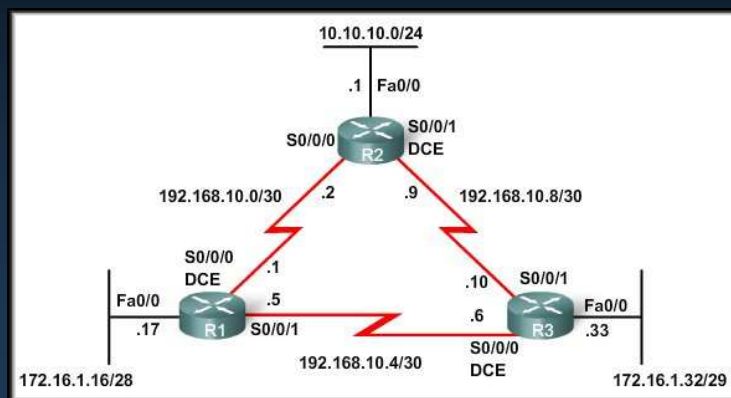 10.10.10.0/24
.1 Fa0/0
S0/0/0
S0/0/1
DCE
R2
192.168.10.0/30
.2
.9
192.168.10.8/30
S0/0/0
DCE
.1
.10
S0/0/1
Fa0/0
.17
R1
.5
S0/0/1
.6
R3
Fa0/0
.33
192.168.10.4/30
S0/0/0
DCE
172.16.1.16/28
172.16.1.32/29